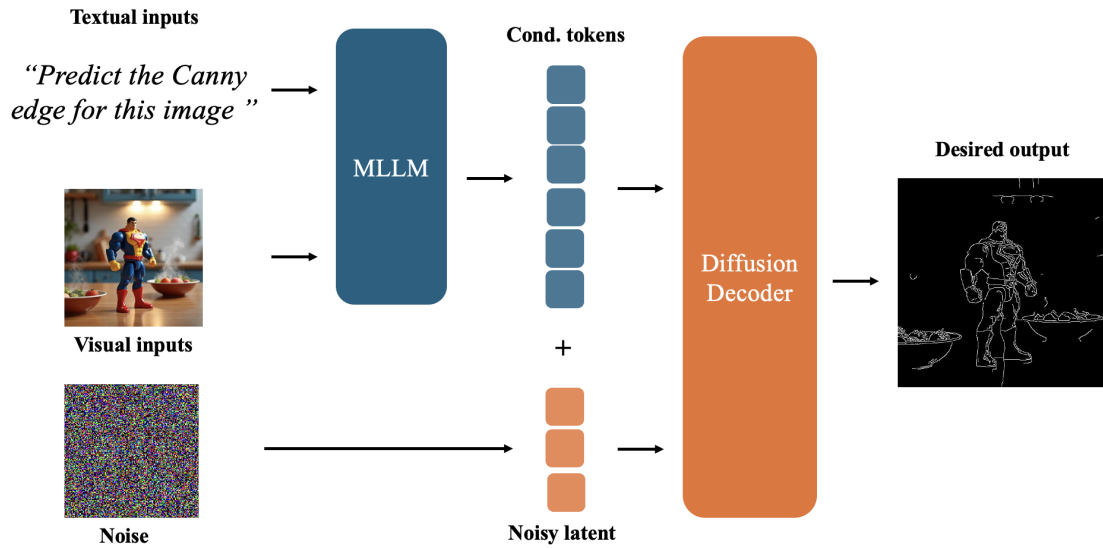 Textual inputs
“Predict the Canny
edge for this image ”
Visual inputs
Noise
MLLM
Cond. tokens
+
Noisy latent
Diffusion
Decoder
Desired output